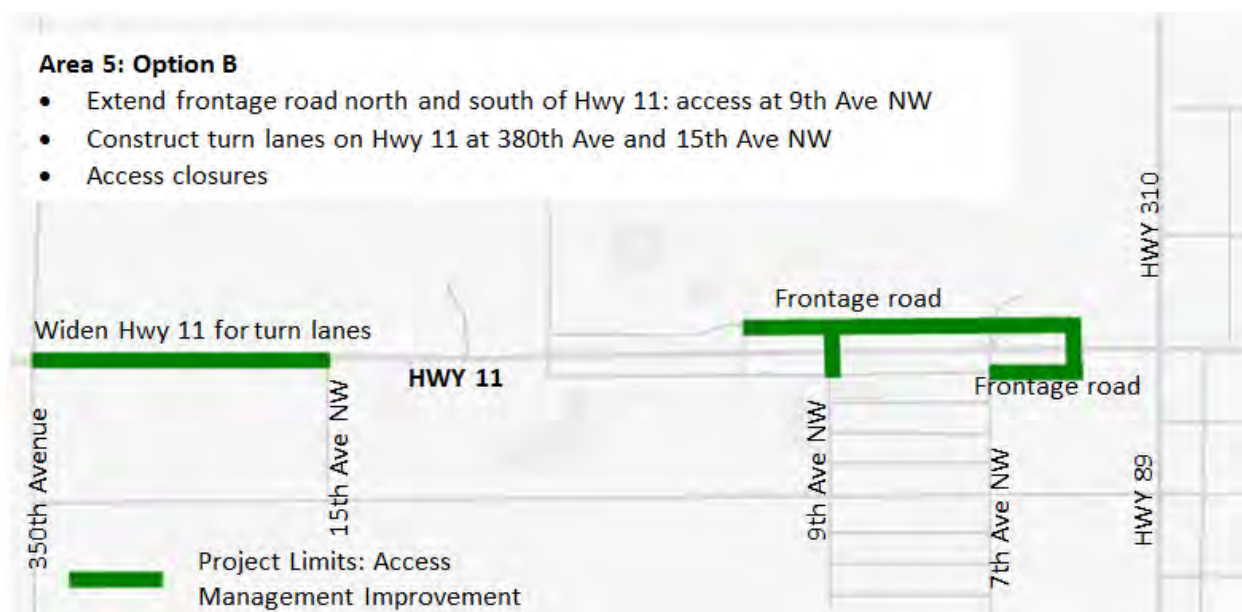 Area 5: Option B
• Extend frontage road north and south of Hwy 11: access at 9th Ave NW
• Construct turn lanes on Hwy 11 at 380th Ave and 15th Ave NW
• Access closures
HWY 310
Frontage road
Widen Hwy 11 for turn lanes
HWY 11
Frontage road
350th Avenue
15th Ave NW
9th Ave NW
7th Ave NW
HWY 89
Project Limits: Access
Management Improvement